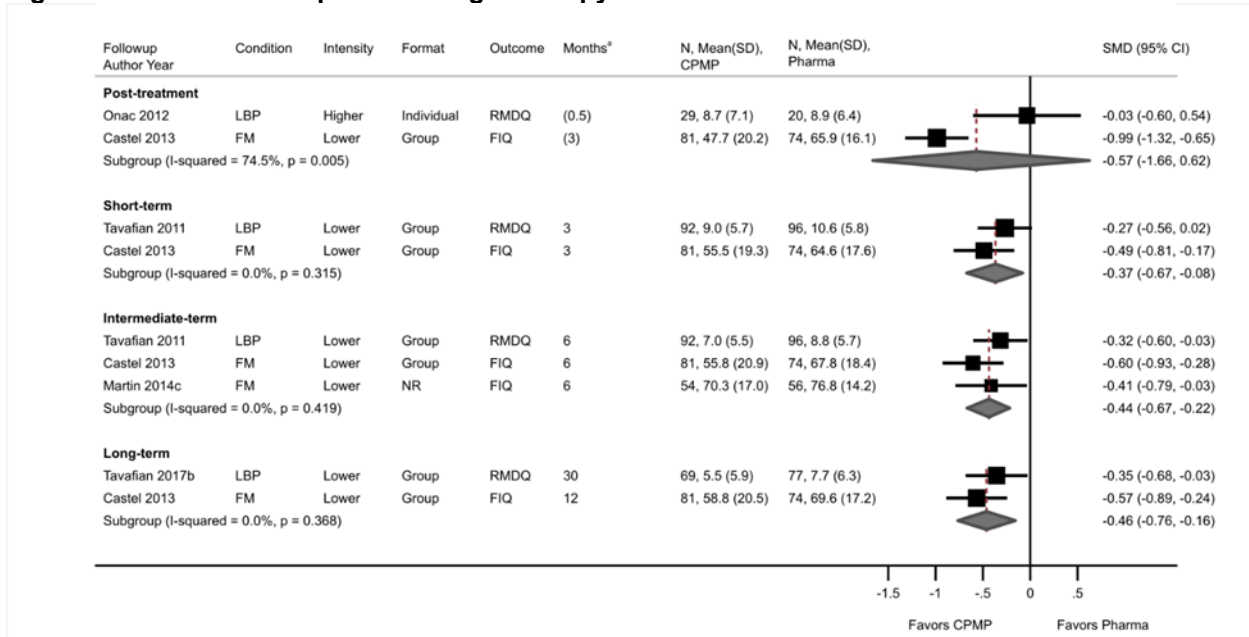 Followup Author Year Condition Intensity Format Outcome Months^a N, Mean(SD), CPMP N, Mean(SD), Pharma SMD (95% CI)
Post-treatment
Onac 2012 LBP Higher Individual RMDQ (0.5) 29, 8.7 (7.1) 20, 8.9 (6.4) -0.03 (-0.60, 0.54)
Castel 2013 FM Lower Group FIQ (3) 81, 47.7 (20.2) 74, 65.9 (16.1) -0.99 (-1.32, -0.65)
Subgroup (I-squared = 74.5%, p = 0.005) -0.57 (-1.66, 0.62)
Short-term
Tavafian 2011 LBP Lower Group RMDQ 3 92, 9.0 (5.7) 96, 10.6 (5.8) -0.27 (-0.56, 0.02)
Castel 2013 FM Lower Group FIQ 3 81, 55.5 (19.3) 74, 64.6 (17.6) -0.49 (-0.81, -0.17)
Subgroup (I-squared = 0.0%, p = 0.315) -0.37 (-0.67, -0.08)
Intermediate-term
Tavafian 2011 LBP Lower Group RMDQ 6 92, 7.0 (5.5) 96, 8.8 (5.7) -0.32 (-0.60, -0.03)
Castel 2013 FM Lower Group FIQ 6 81, 55.8 (20.9) 74, 67.8 (18.4) -0.60 (-0.93, -0.28)
Martin 2014c FM Lower NR FIQ 6 54, 70.3 (17.0) 56, 76.8 (14.2) -0.41 (-0.79, -0.03)
Subgroup (I-squared = 0.0%, p = 0.419) -0.44 (-0.67, -0.22)
Long-term
Tavafian 2017b LBP Lower Group RMDQ 30 69, 5.5 (5.9) 77, 7.7 (6.3) -0.35 (-0.68, -0.03)
Castel 2013 FM Lower Group FIQ 12 81, 58.8 (20.5) 74, 69.6 (17.2) -0.57 (-0.89, -0.24)
Subgroup (I-squared = 0.0%, p = 0.368) -0.46 (-0.76, -0.16)
-1.5 -1 -.5 0 .5
Favors CPMP Favors Pharma